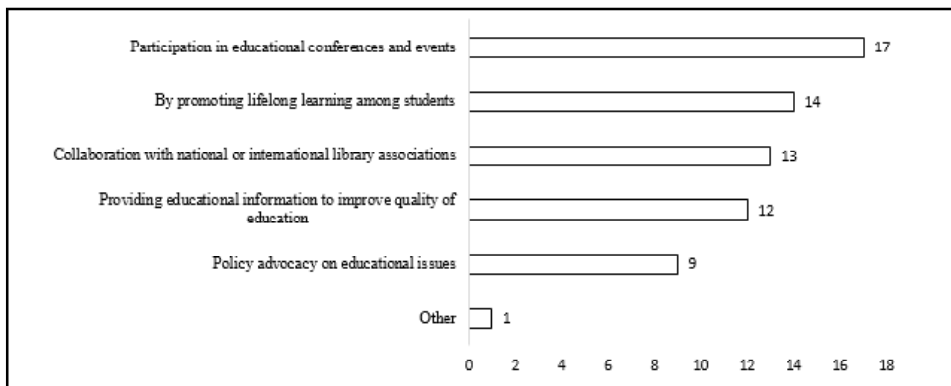 Participation in educational conferences and events 17
By promoting lifelong learning among students 14
Collaboration with national or international library associations 13
Providing educational information to improve quality of
education 12
Policy advocacy on educational issues 9
Other 1
0 2 4 6 8 10 12 14 16 18